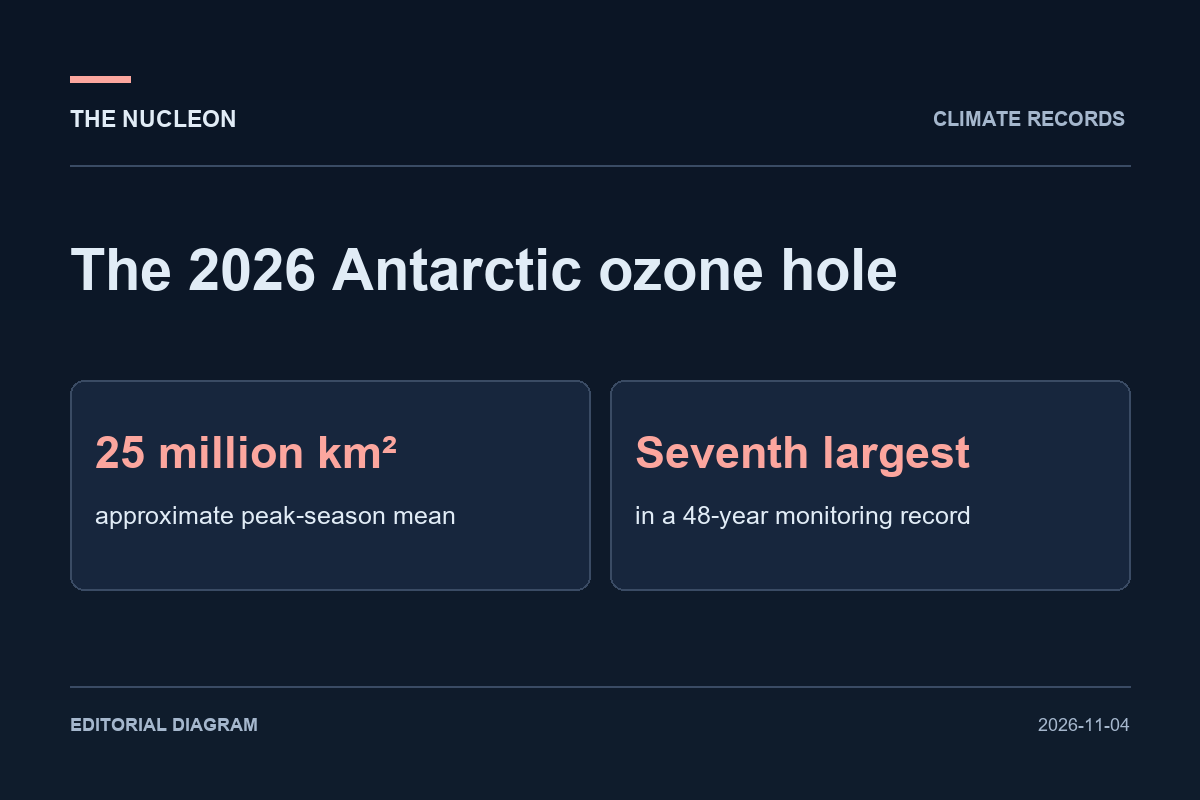 THE NUCLEON
CLIMATE RECORDS
The 2026 Antarctic ozone hole
25 million km²
approximate peak-season mean
Seventh largest
in a 48-year monitoring record
EDITORIAL DIAGRAM
2026-11-04